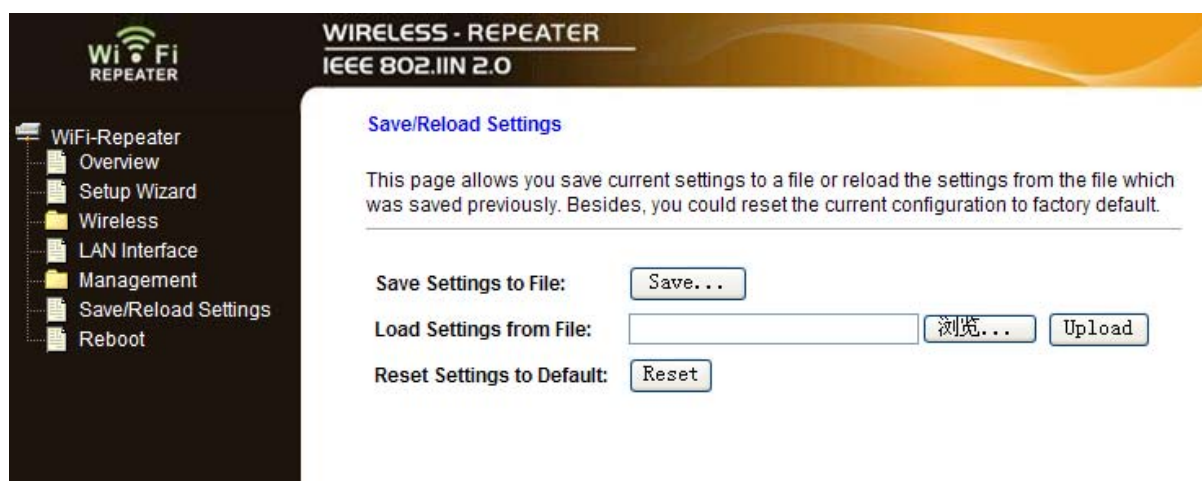 Wi Fi
REPEATER
WIRELESS - REPEATER
IEEE 802.11N 2.0
WiFi-Repeater
Overview
Setup Wizard
Wireless
LAN Interface
Management
Save/Reload Settings
Reboot
Save/Reload Settings
This page allows you save current settings to a file or reload the settings from the file which
was saved previously. Besides, you could reset the current configuration to factory default.
Save Settings to File: Save...
Load Settings from File: 浏览... Upload
Reset Settings to Default: Reset